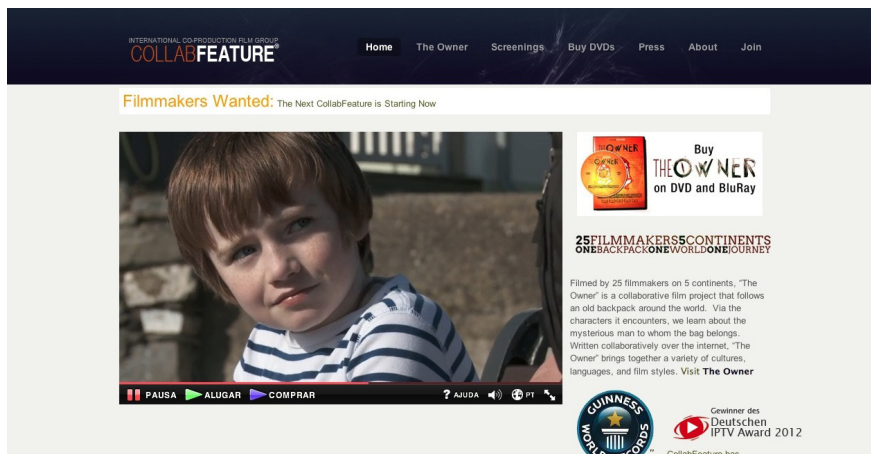 INTERNATIONAL CO-PRODUCTION FILM GROUP
COLLABFEATURE®
Home The Owner Screenings Buy DVDs Press About Join
Filmmakers Wanted: The Next CollabFeature is Starting Now
Buy
THE OWNER
on DVD and BluRay
THE OWNER
25FILMMAKERS5CONTINENTS
ONEBACKPACKONEWORLDONEJOURNEY
Filmed by 25 filmmakers on 5 continents, "The
Owner" is a collaborative film project that follows
an old backpack around the world. Via the
characters it encounters, we learn about the
mysterious man to whom the bag belongs.
Written collaboratively over the internet, "The
Owner" brings together a variety of cultures,
languages, and film styles. Visit The Owner
PAUSA ALUGAR COMPRAR ? AJUDA PT
GUINNESS
WORLD RECORDS
TM
Gewinner des
Deutschen
IPTV Award 2012
CollabFeature has